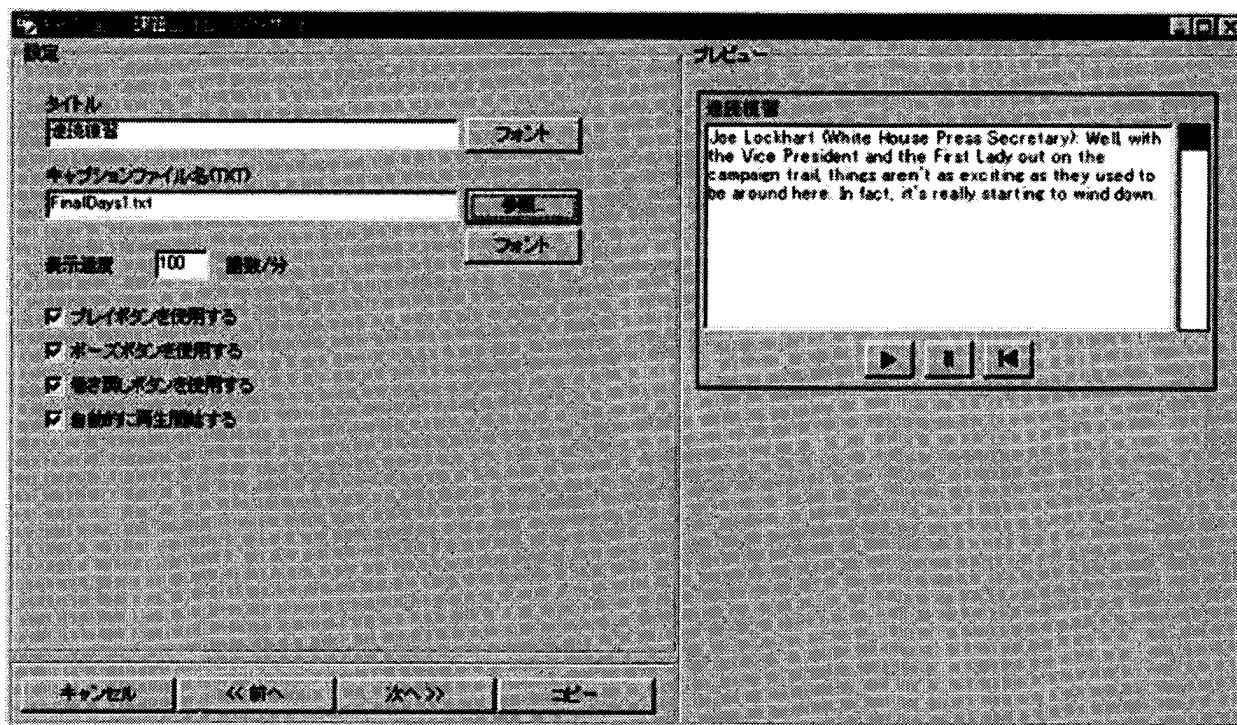 設定
タイトル
速読練習
フォント
キャプションファイル名(TXT)
FinalDays1.txt
参照...
フォント
表示速度 100 語数/分
プレイボタンを使用する
ポーズボタンを使用する
巻き戻しボタンを使用する
自動的に再生開始する
キャンセル
<< 前へ
次へ >>
コピー
プレビュー
速読練習
Joe Lockhart (White House Press Secretary): Well, with
the Vice President and the First Lady out on the
campaign trail, things aren't as exciting as they used to
be around here. In fact, it's really starting to wind down.